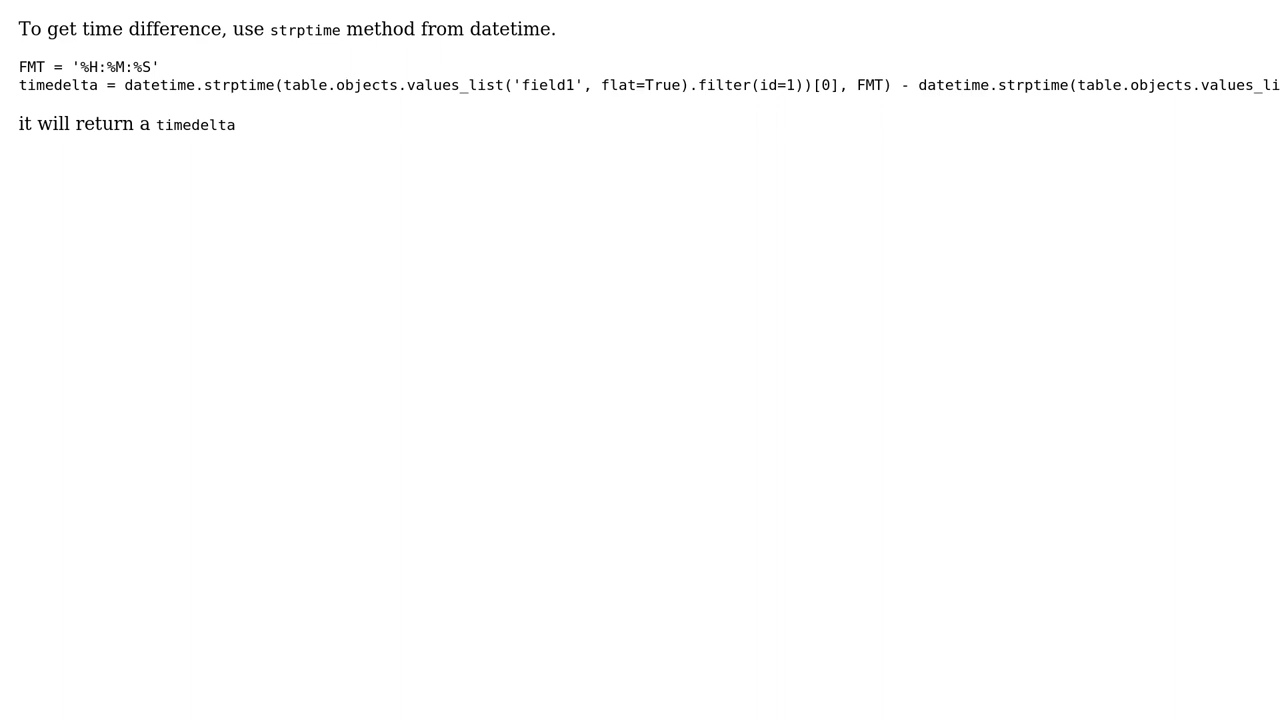 To get time difference, use strptime method from datetime.
FMT = '%H:%M:%S'
timedelta = datetime.strptime(table.objects.values_list('field1', flat=True).filter(id=1))[0], FMT) - datetime.strptime(table.objects.values_li
it will return a timedelta